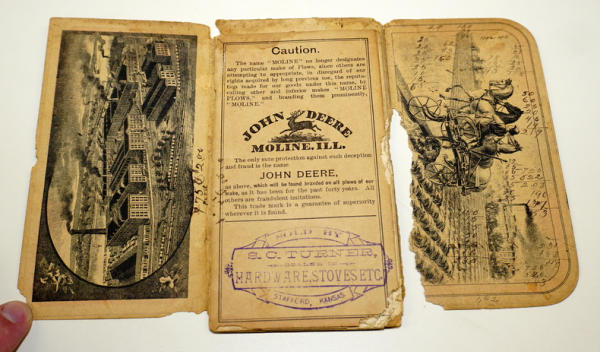 Caution.
The name "MOLINE" no longer designates
any particular make of Plows, since others are
attempting to appropriate, in disregard of our
rights acquired by long previous use, the reputa-
tion made for our goods under this name, by
calling other and inferior makes "MOLINE
PLOWS," and branding them prominently,
"MOLINE."
JOHN DEERE
MOLINE, ILL.
The only sure protection against such deception
and fraud is the name
JOHN DEERE,
as above, which will be found branded on all plows of our
make, as it has been for the past forty years. All
others are fraudulent imitations.
This trade mark is a guarantee of superiority
wherever it is found.
SOLD BY
S. C. TURNER,
DEALER IN
HARDWARE, STOVES ETC.
STAFFORD, KANSAS